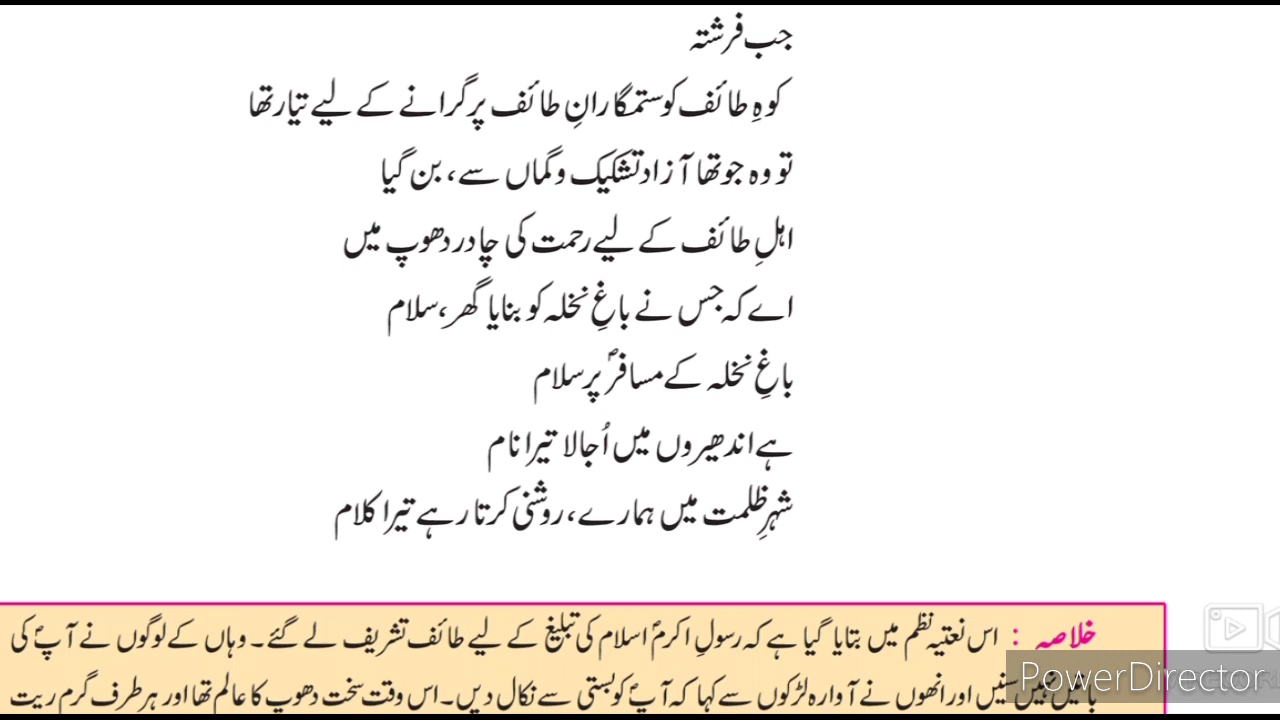 جب فرشتہ
کوہِ طائف کو ستمگارانِ طائف پر گرانے کے لیے تیار تھا
تو وہ جو تھا آزاد تشکیک و گماں سے، بن گیا
اہلِ طائف کے لیے رحمت کی چادر دھوپ میں
اے کہ جس نے باغِ نخلہ کو بنایا گھر، سلام
باغِ نخلہ کے مسافرؐ پر سلام
ہے اندھیروں میں اُجالا تیرا نام
شہرِ ظلمت میں ہمارے، روشنی کرتا رہے تیرا کلام
خلاصہ : اس نعتیہ نظم میں بتایا گیا ہے کہ رسولِ اکرمؐ اسلام کی تبلیغ کے لیے طائف تشریف لے گئے۔ وہاں کے لوگوں نے آپؐ کی
باتیں نہیں سنیں اور انھوں نے آوارہ لڑکوں سے کہا کہ آپؐ کو بستی سے نکال دیں۔ اس وقت سخت دھوپ کا عالم تھا اور ہر طرف گرم ریت
PowerDirector